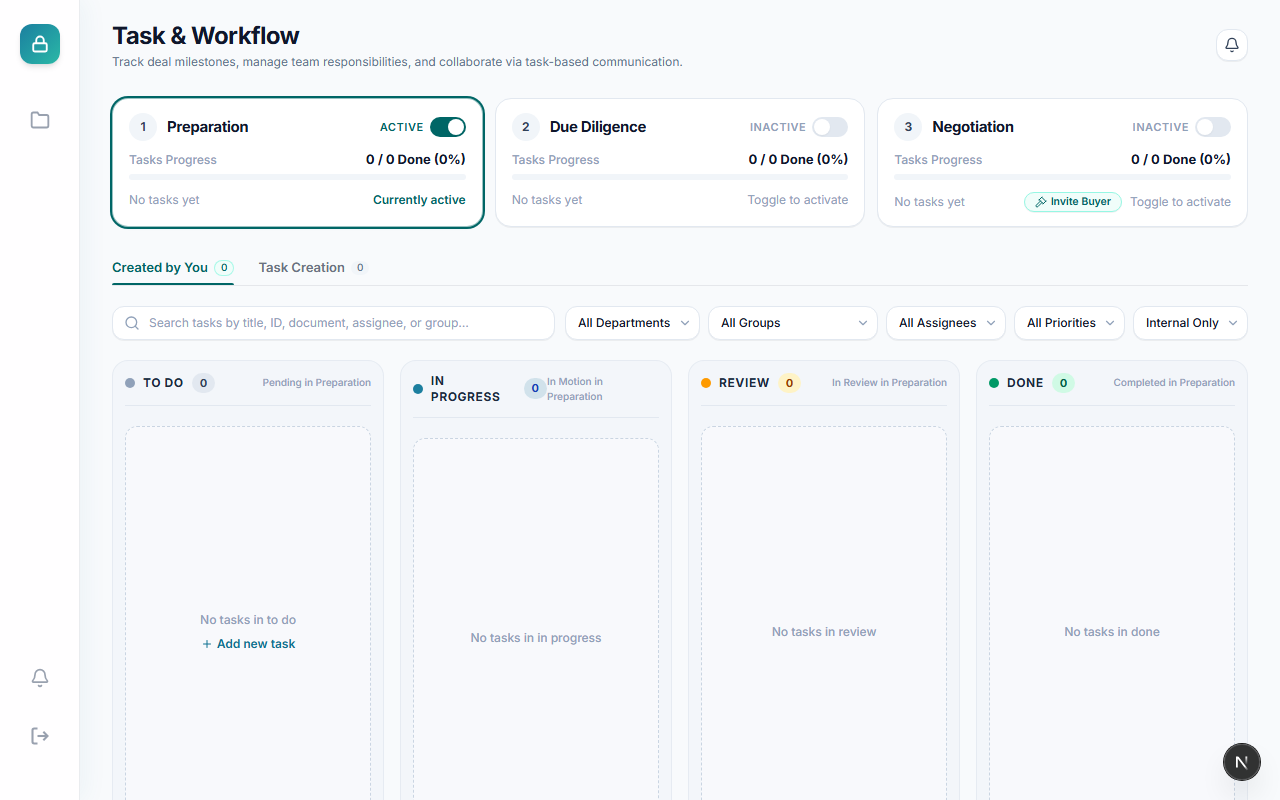 Task & Workflow
Track deal milestones, manage team responsibilities, and collaborate via task-based communication.
1 Preparation ACTIVE
Tasks Progress 0 / 0 Done (0%)
No tasks yet Currently active
2 Due Diligence INACTIVE
Tasks Progress 0 / 0 Done (0%)
No tasks yet Toggle to activate
3 Negotiation INACTIVE
Tasks Progress 0 / 0 Done (0%)
No tasks yet Invite Buyer Toggle to activate
Created by You 0 Task Creation 0
Search tasks by title, ID, document, assignee, or group... All Departments All Groups All Assignees All Priorities Internal Only
TO DO 0 Pending in Preparation
No tasks in to do
+ Add new task
IN
PROGRESS 0 In Motion in
Preparation
No tasks in in progress
REVIEW 0 In Review in Preparation
No tasks in review
DONE 0 Completed in Preparation
No tasks in done
N